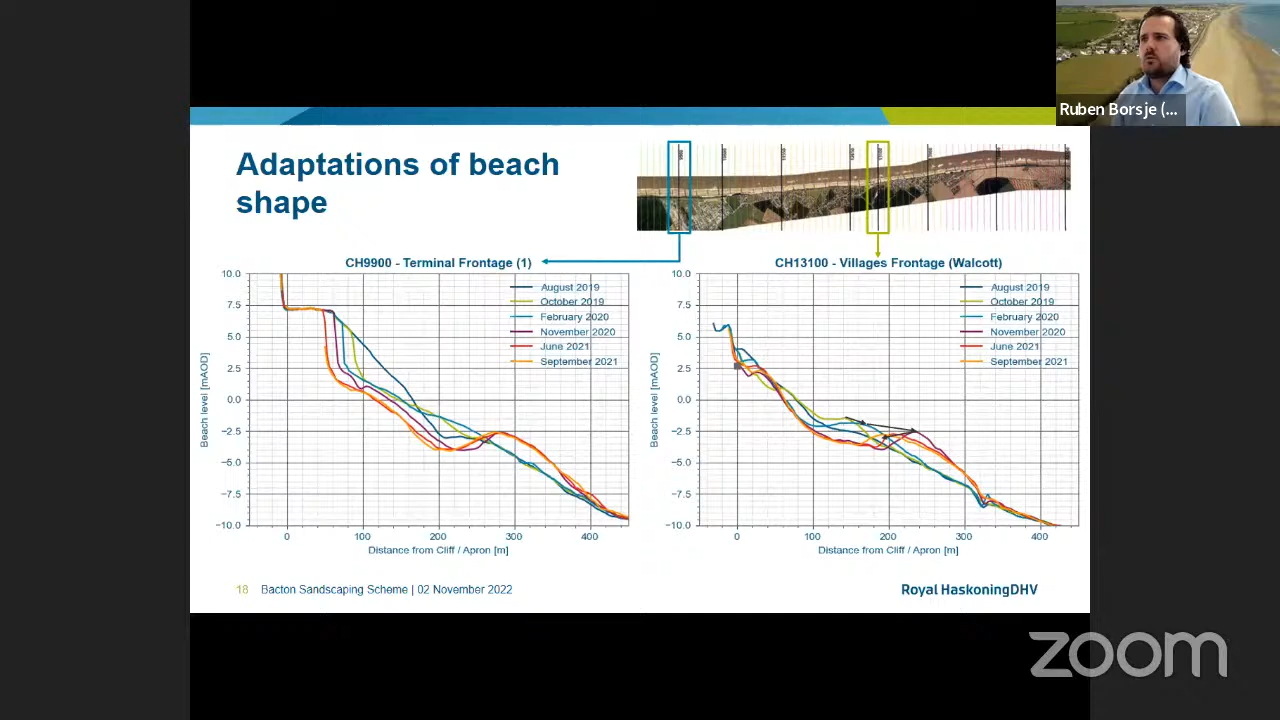 Ruben Borsje (...
Adaptations of beach
shape
CH9900 - Terminal Frontage (1)
10.0
7.5
5.0
2.5
0.0
−2.5
−5.0
−7.5
−10.0
Beach level [mAOD]
August 2019
October 2019
February 2020
November 2020
June 2021
September 2021
0
100
200
300
400
Distance from Cliff / Apron [m]
CH13100 - Villages Frontage (Walcott)
10.0
7.5
5.0
2.5
0.0
−2.5
−5.0
−7.5
−10.0
Beach level [mAOD]
August 2019
October 2019
February 2020
November 2020
June 2021
September 2021
0
100
200
300
400
Distance from Cliff / Apron [m]
18 Bacton Sandscaping Scheme | 02 November 2022
Royal HaskoningDHV
zoom